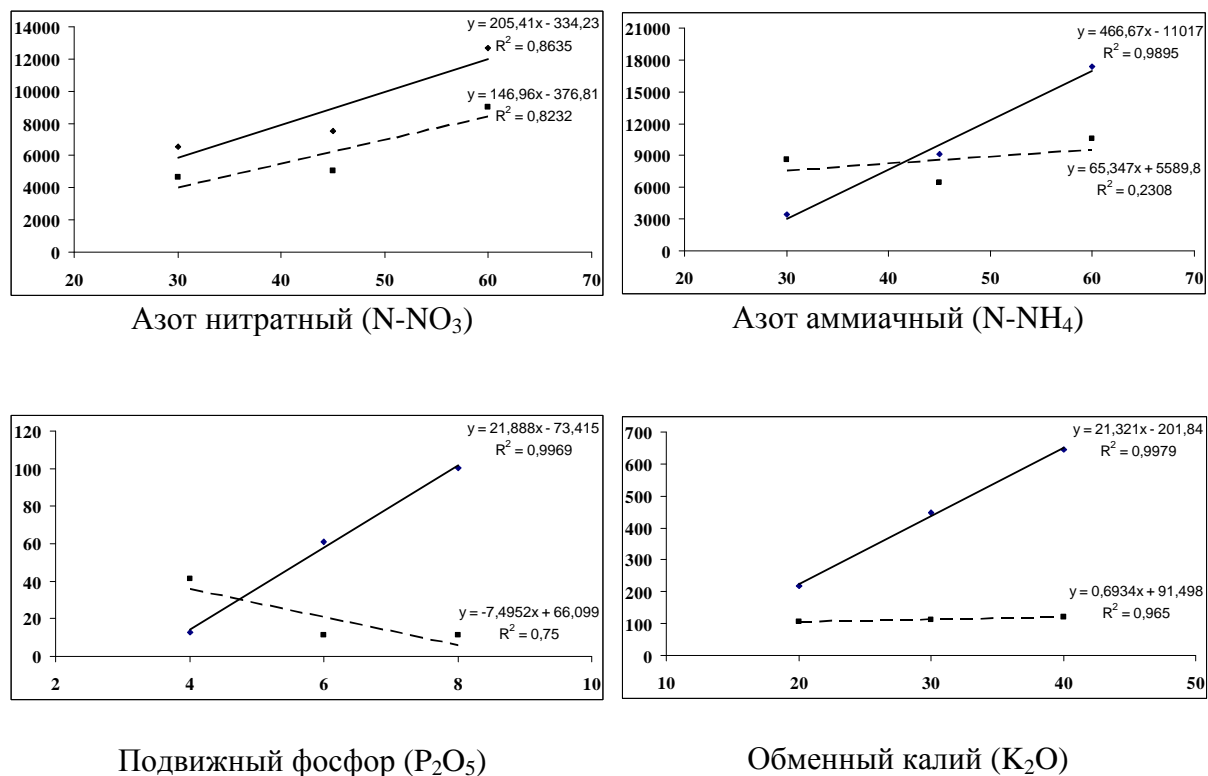 14000
12000
10000
8000
6000
4000
2000
0
20 30 40 50 60 70
y = 205,41x - 334,23
R² = 0,8635
y = 146,96x - 376,81
R² = 0,8232
Азот нитратный (N-NO₃)
21000
18000
15000
12000
9000
6000
3000
0
20 30 40 50 60 70
y = 466,67x - 11017
R² = 0,9895
y = 65,347x + 5589,8
R² = 0,2308
Азот аммиачный (N-NH₄)
120
100
80
60
40
20
0
2 4 6 8 10
y = 21,888x - 73,415
R² = 0,9969
y = -7,4952x + 66,099
R² = 0,75
Подвижный фосфор (P₂O₅)
700
600
500
400
300
200
100
0
10 20 30 40 50
y = 21,321x - 201,84
R² = 0,9979
y = 0,6934x + 91,498
R² = 0,965
Обменный калий (K₂O)